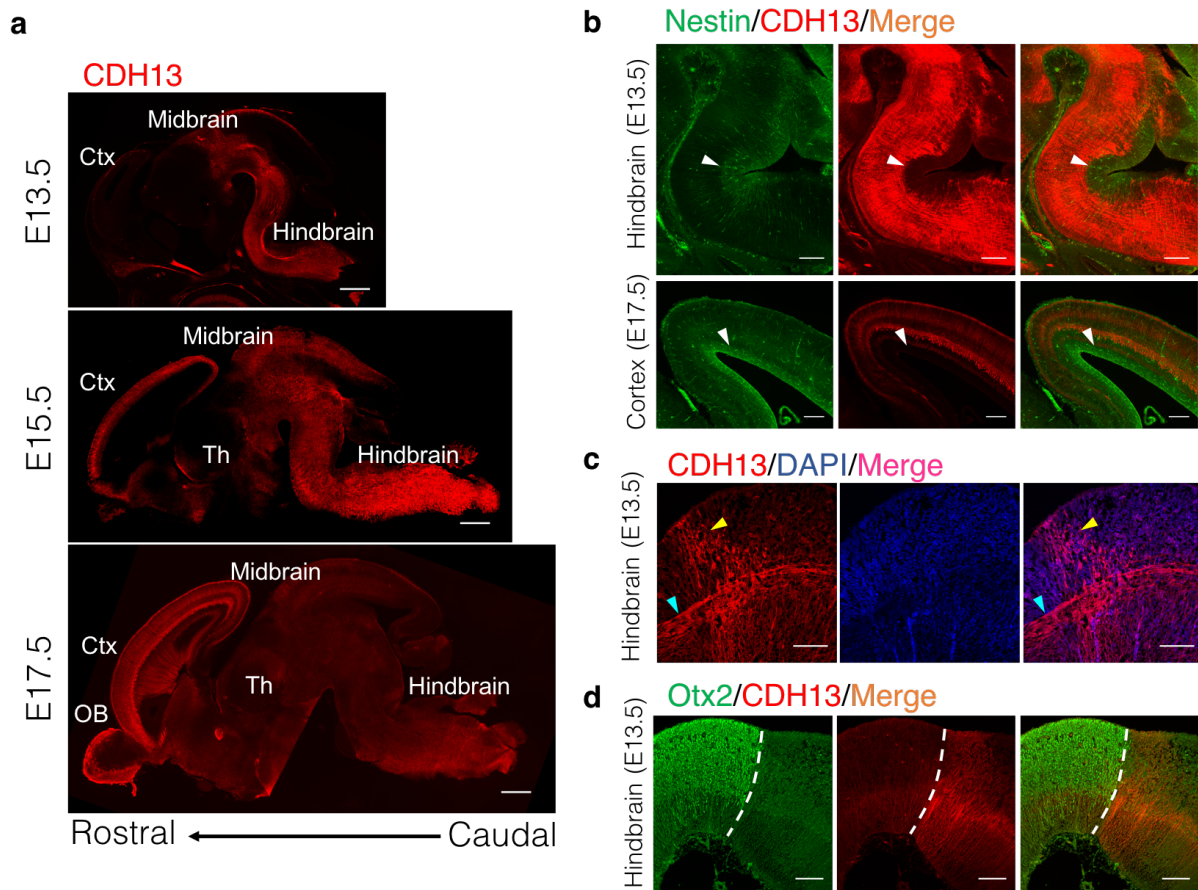 a
CDH13
E13.5
Midbrain
Ctx
Hindbrain
E15.5
Midbrain
Ctx
Th
Hindbrain
E17.5
Midbrain
Ctx
Th
Hindbrain
OB
Rostral
Caudal
b
Nestin/CDH13/Merge
Hindbrain (E13.5)
Cortex (E17.5)
c
CDH13/DAPI/Merge
Hindbrain (E13.5)
d
Otx2/CDH13/Merge
Hindbrain (E13.5)